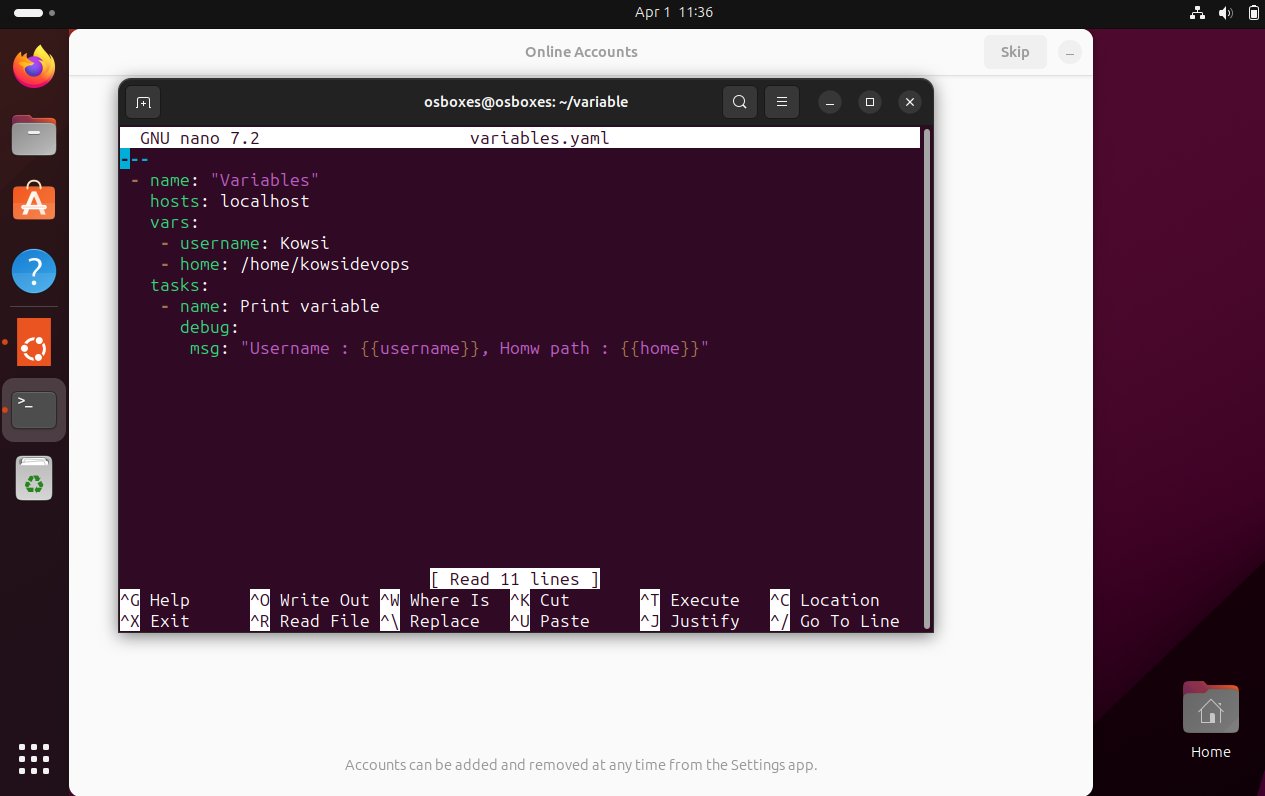 Apr 1 11:36
Online Accounts
Skip
osboxes@osboxes: ~/variable
GNU nano 7.2 variables.yaml
---
- name: "Variables"
hosts: localhost
vars:
- username: Kowsi
- home: /home/kowsidevops
tasks:
- name: Print variable
debug:
msg: "Username : {{username}}, Homw path : {{home}}"
[ Read 11 lines ]
^G Help ^O Write Out ^W Where Is ^K Cut ^T Execute ^C Location
^X Exit ^R Read File ^\ Replace ^U Paste ^J Justify ^/ Go To Line
Home
Accounts can be added and removed at any time from the Settings app.